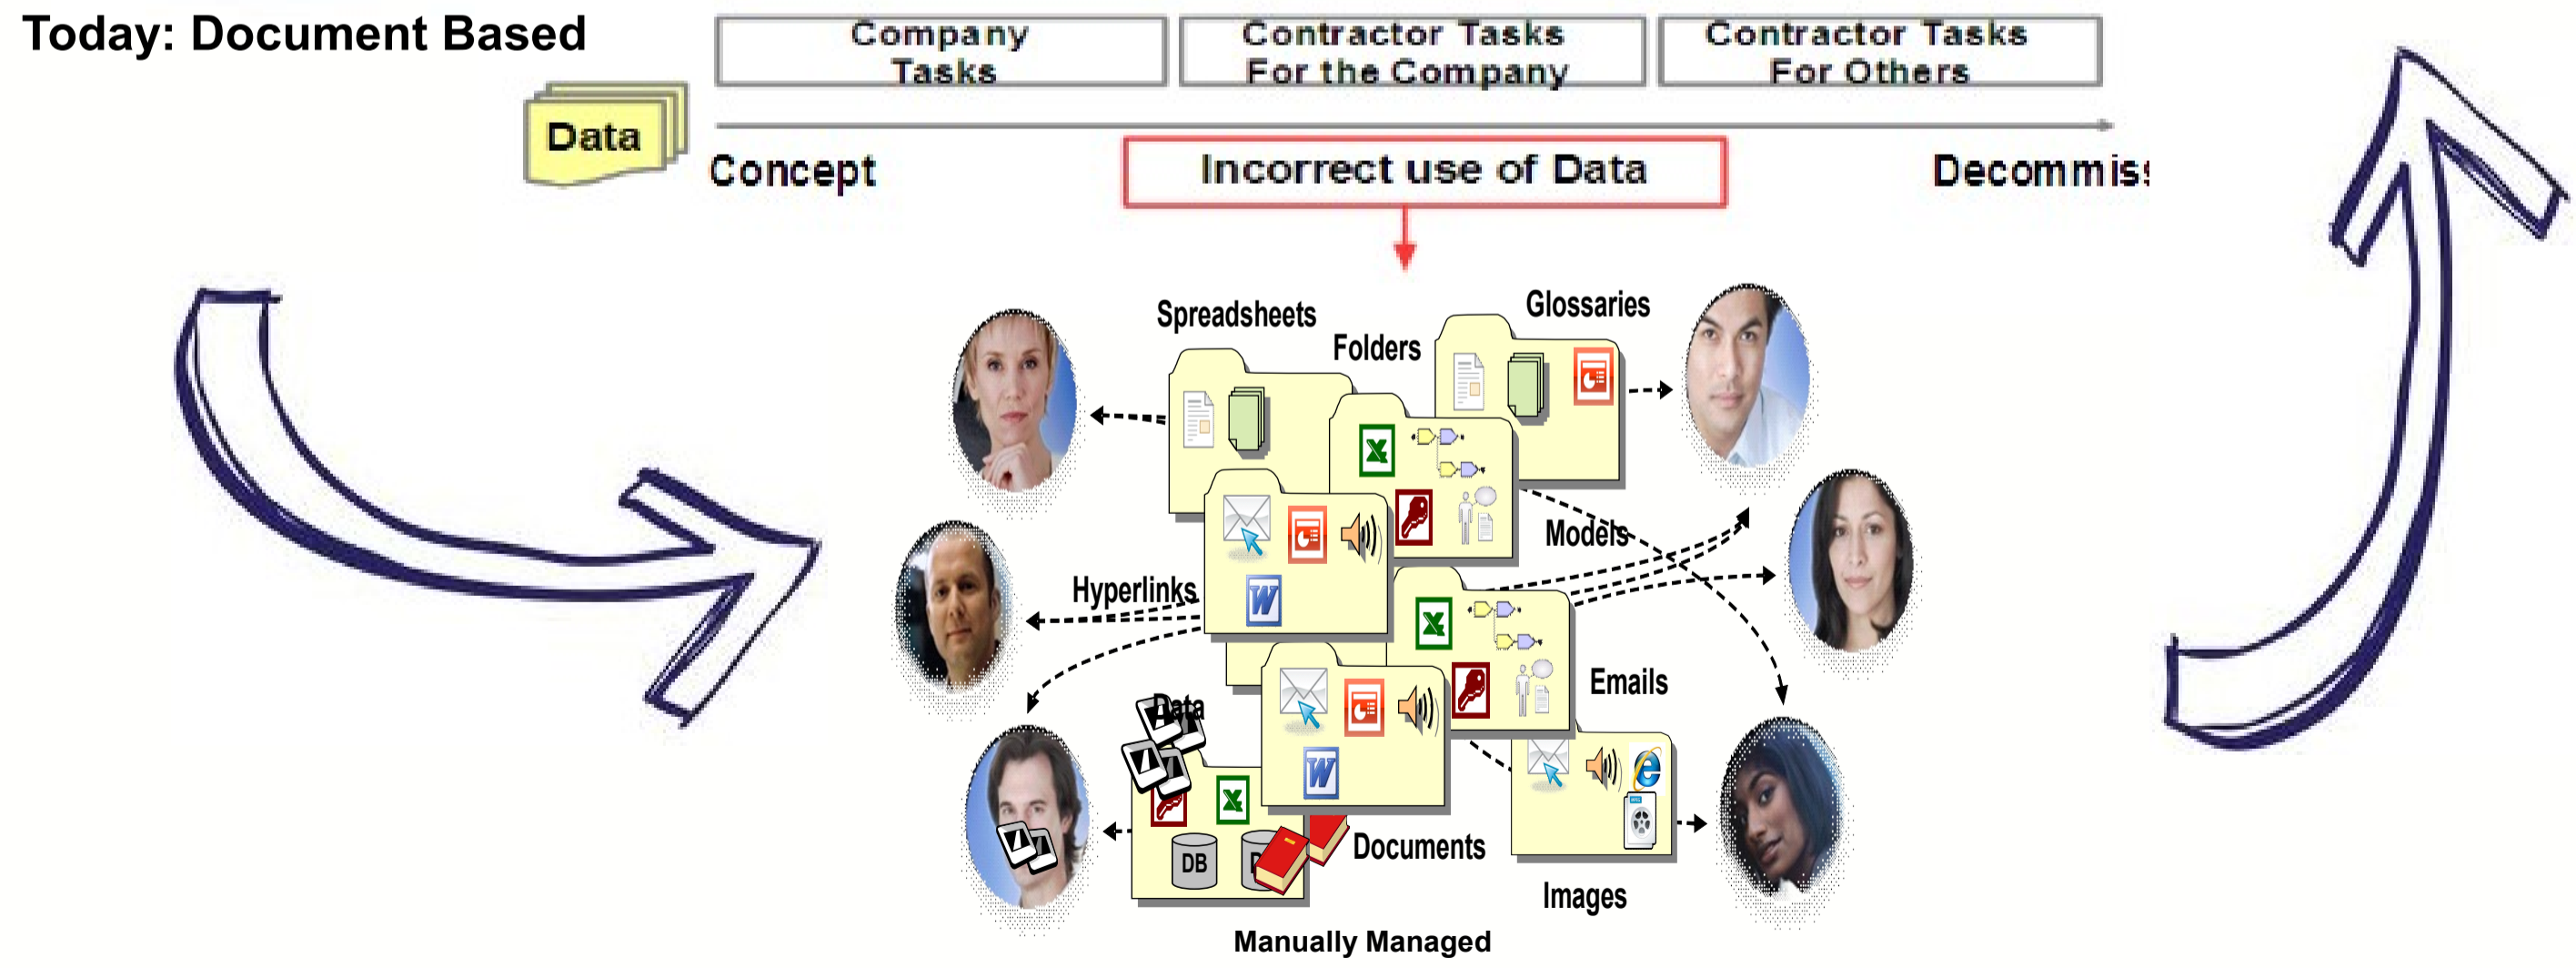 Today: Document Based
Company
Tasks
Contractor Tasks
For the Company
Contractor Tasks
For Others
Data
Concept
Incorrect use of Data
Decommiss
Spreadsheets
Glossaries
Folders
Models
Hyperlinks
Emails
Data
DB
Documents
Images
Manually Managed